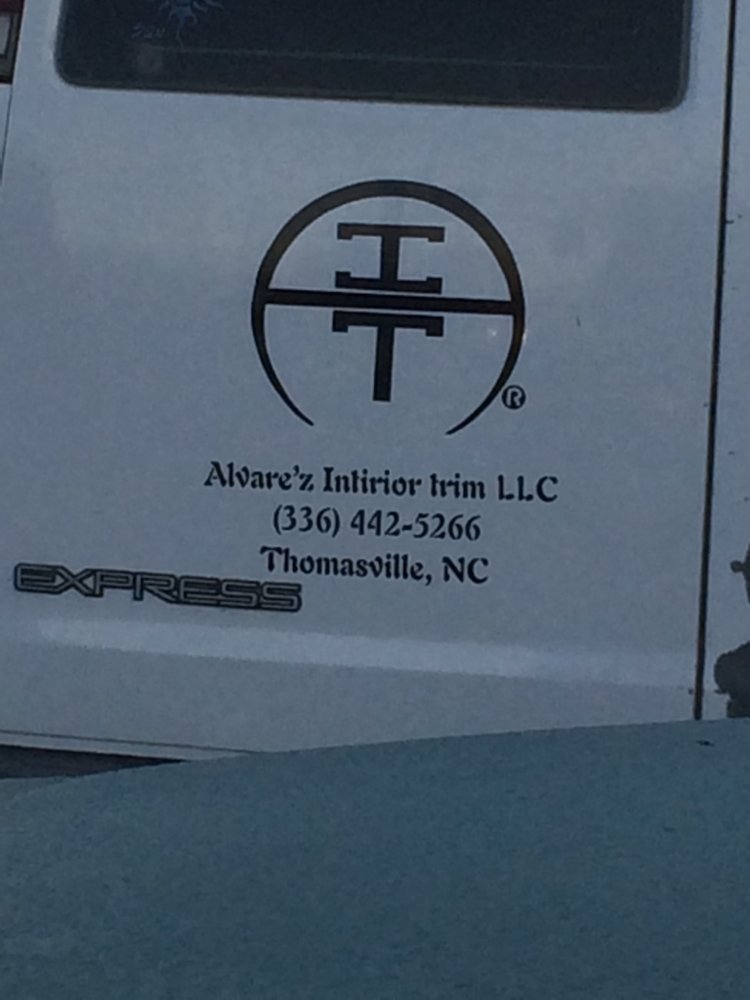 I
T
®
Alvare'z Intirior trim LLC
(336) 442-5266
Thomasville, NC
EXPRESS